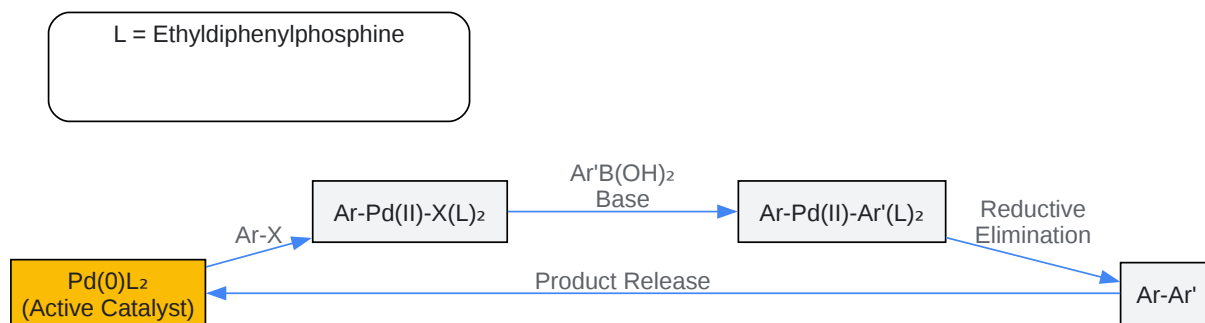 L = Ethyldiphenylphosphine
Ar'B(OH)₂
Base
Ar-Pd(II)-X(L)₂
Ar-Pd(II)-Ar'(L)₂
Reductive
Elimination
Ar-X
Pd(0)L₂
(Active Catalyst)
Product Release
Ar-Ar'